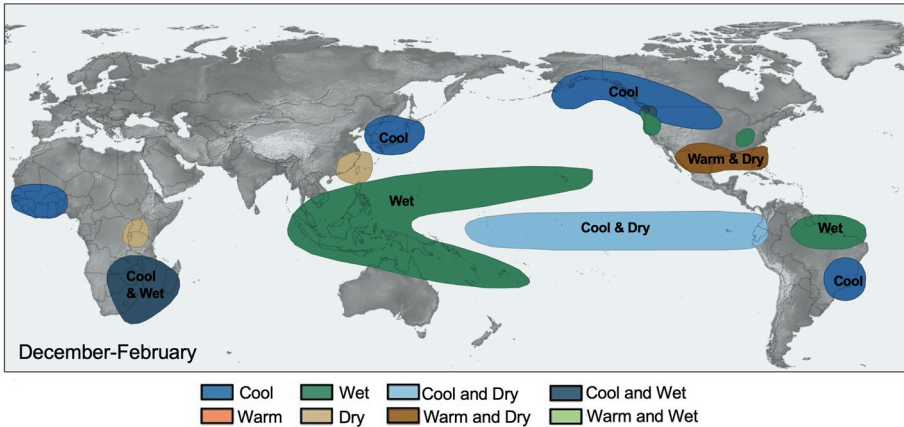 Cool
Cool
Warm & Dry
Wet
Cool & Dry
Wet
Cool
& Wet
Cool
December-February
Cool
Wet
Cool and Dry
Cool and Wet
Warm
Dry
Warm and Dry
Warm and Wet